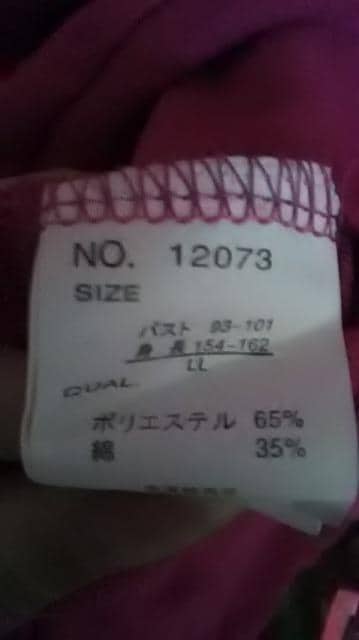 NO. 12073
SIZE
バスト 93-101
身長 154-162
LL
QUAL.
ポリエステル 65%
綿 35%